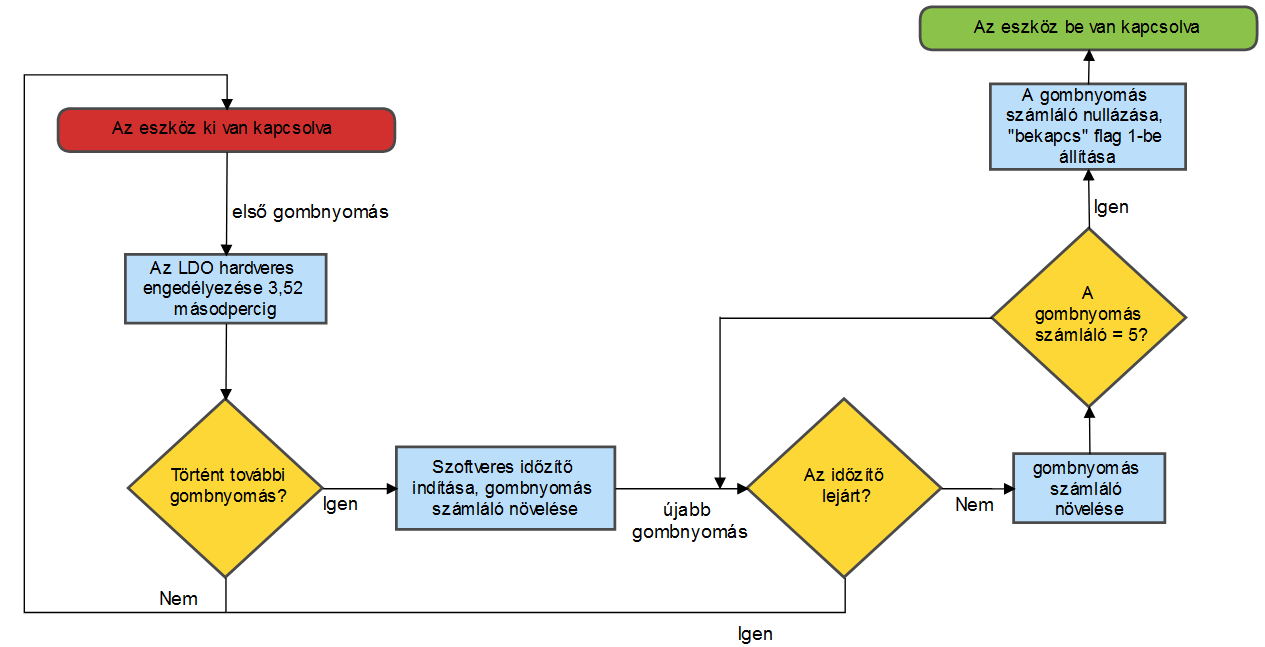 Az eszköz be van kapcsolva
A gombnyomás
számláló nullázása,
"bekapcs" flag 1-be
állítása
Az eszköz ki van kapcsolva
Igen
első gombnyomás
Az LDO hardveres
engedélyezése 3,52
másodpercig
A
gombnyomás
számláló = 5?
Történt további
gombnyomás?
Igen
Szoftveres időzítő
indítása, gombnyomás
számláló növelése
újabb
gombnyomás
Az időzítő
lejárt?
Nem
gombnyomás
számláló
növelése
Nem
Igen